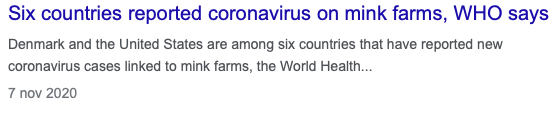 Six countries reported coronavirus on mink farms, WHO says
Denmark and the United States are among six countries that have reported new
coronavirus cases linked to mink farms, the World Health...
7 nov 2020